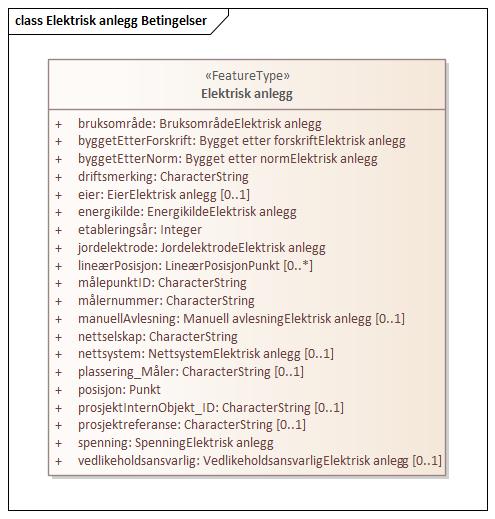 class Elektrisk anlegg Betingelser
«FeatureType»
Elektrisk anlegg
+ bruksområde: BruksområdeElektrisk anlegg
+ byggetEtterForskrift: Bygget etter forskriftElektrisk anlegg
+ byggetEtterNorm: Bygget etter normElektrisk anlegg
+ driftsmerking: CharacterString
+ eier: EierElektrisk anlegg [0..1]
+ energikilde: EnergikildeElektrisk anlegg
+ etableringsår: Integer
+ jordelektrode: JordelektrodeElektrisk anlegg
+ lineærPosisjon: LineærPosisjonPunkt [0..*]
+ målepunktID: CharacterString
+ målernummer: CharacterString
+ manuellAvlesning: Manuell avlesningElektrisk anlegg [0..1]
+ nettselskap: CharacterString
+ nettsystem: NettsystemElektrisk anlegg [0..1]
+ plassering_Måler: CharacterString [0..1]
+ posisjon: Punkt
+ prosjektInternObjekt_ID: CharacterString [0..1]
+ prosjektreferanse: CharacterString [0..1]
+ spenning: SpenningElektrisk anlegg
+ vedlikeholdsansvarlig: VedlikeholdsansvarligElektrisk anlegg [0..1]